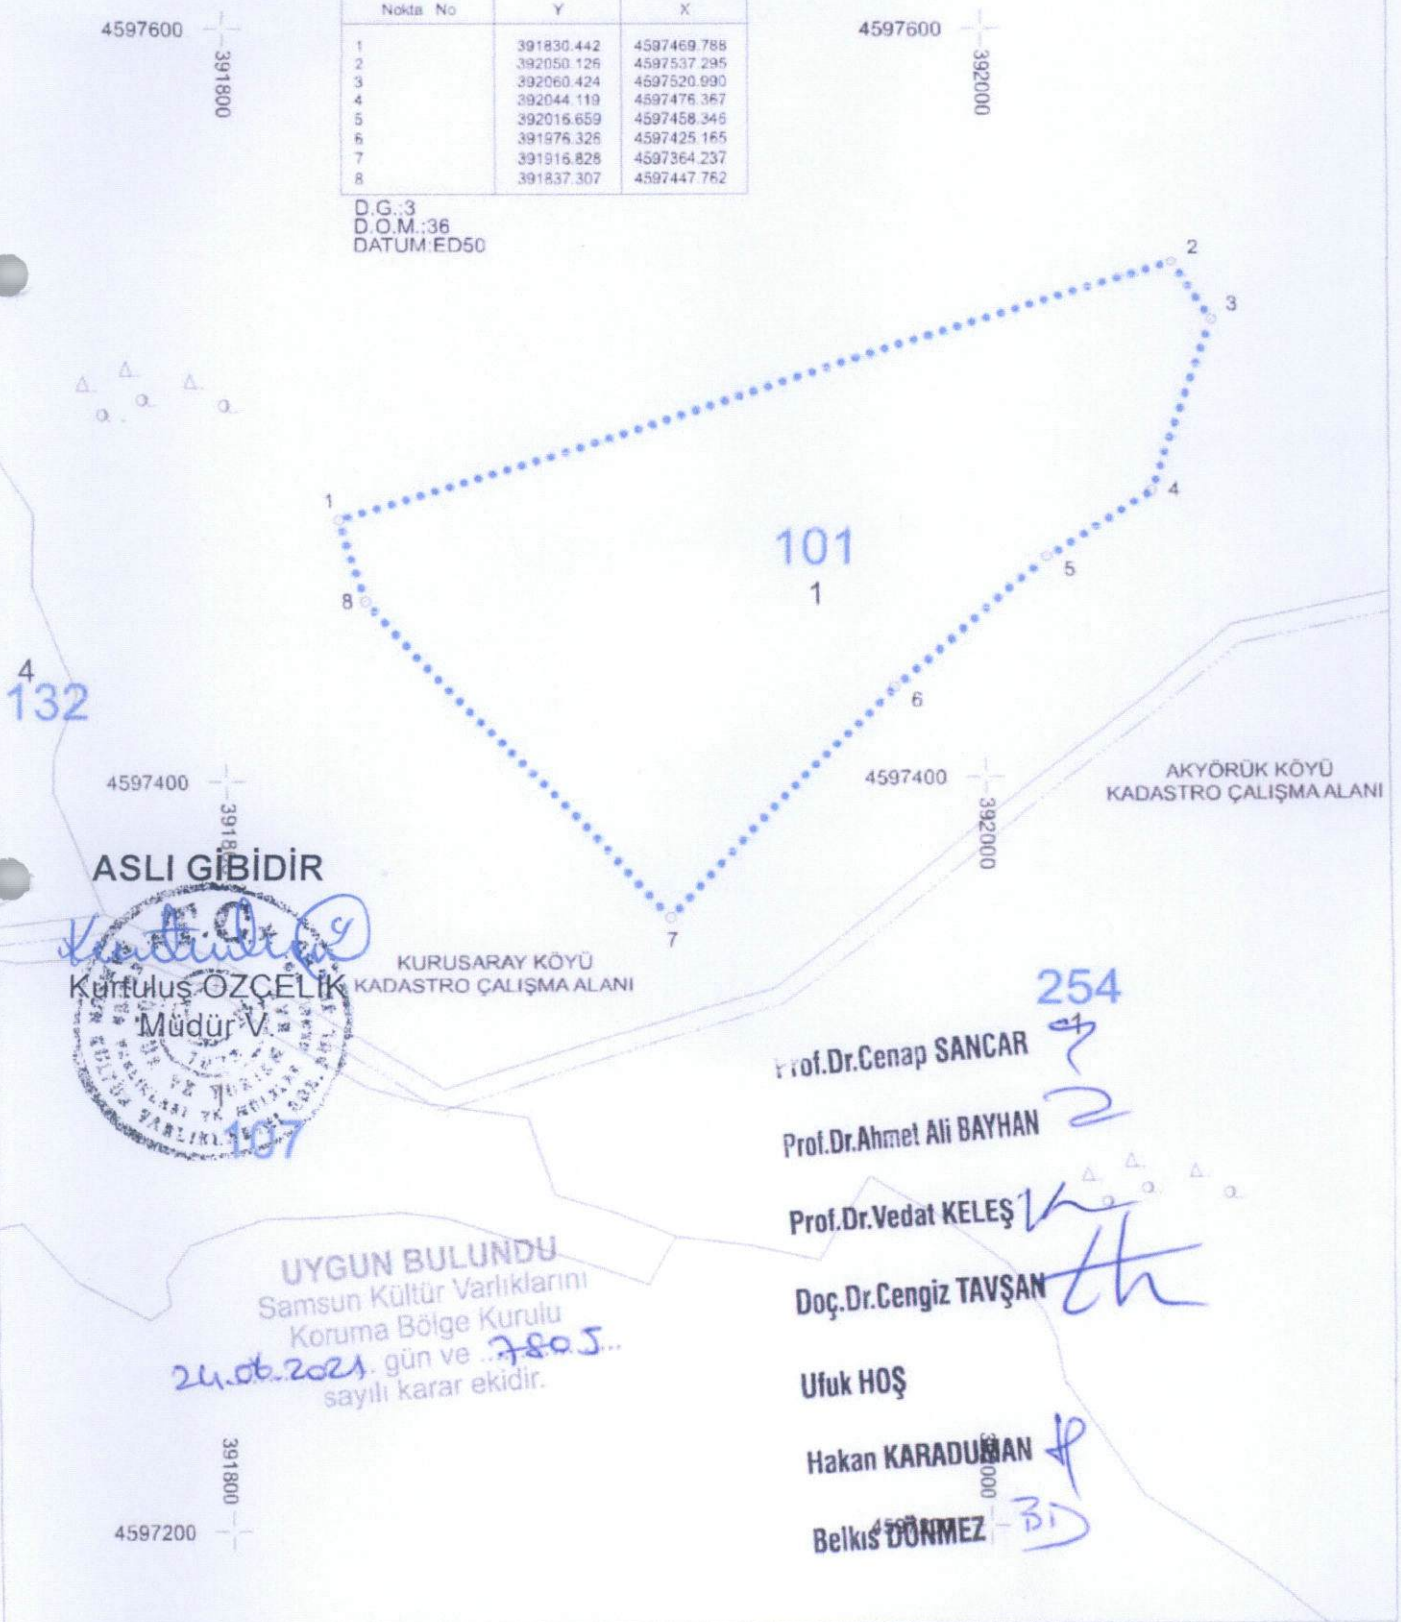 Nokta No Y X
1 391830.442 4597469.788
2 392050.126 4597537.295
3 392060.424 4597520.990
4 392044.119 4597476.367
5 392016.659 4597458.346
6 391976.326 4597425.165
7 391916.828 4597364.237
8 391837.307 4597447.762
D.G.:3
D.O.M.:36
DATUM:ED50
4597600
391800
4597600
392000
2
3
1
4
101
5
1
8
4
132
6
4597400
391800
4597400
392000
AKYÖRÜK KÖYÜ
KADASTRO ÇALIŞMA ALANI
ASLI GİBİDİR
T.C.
7
KURUSARAY KÖYÜ
KADASTRO ÇALIŞMA ALANI
Kurtuluş ÖZÇELİK
Müdür V.
1
107
254
1
Prof.Dr.Cenap SANCAR
Prof.Dr.Ahmet Ali BAYHAN
Prof.Dr.Vedat KELEŞ
Doç.Dr.Cengiz TAVŞAN
Ufuk HOŞ
Hakan KARADUMAN
Belkıs DÖNMEZ
BD
UYGUN BULUNDU
Samsun Kültür Varlıklarını
Koruma Bölge Kurulu
24.06.2021 gün ve ...7805...
sayılı karar ekidir.
391800
4597200